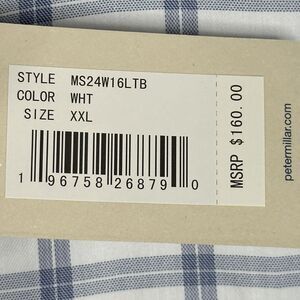 STYLE MS24W16LTB
COLOR WHT
SIZE XXL
1 96758 26879 0
MSRP $160.00
petermillar.com